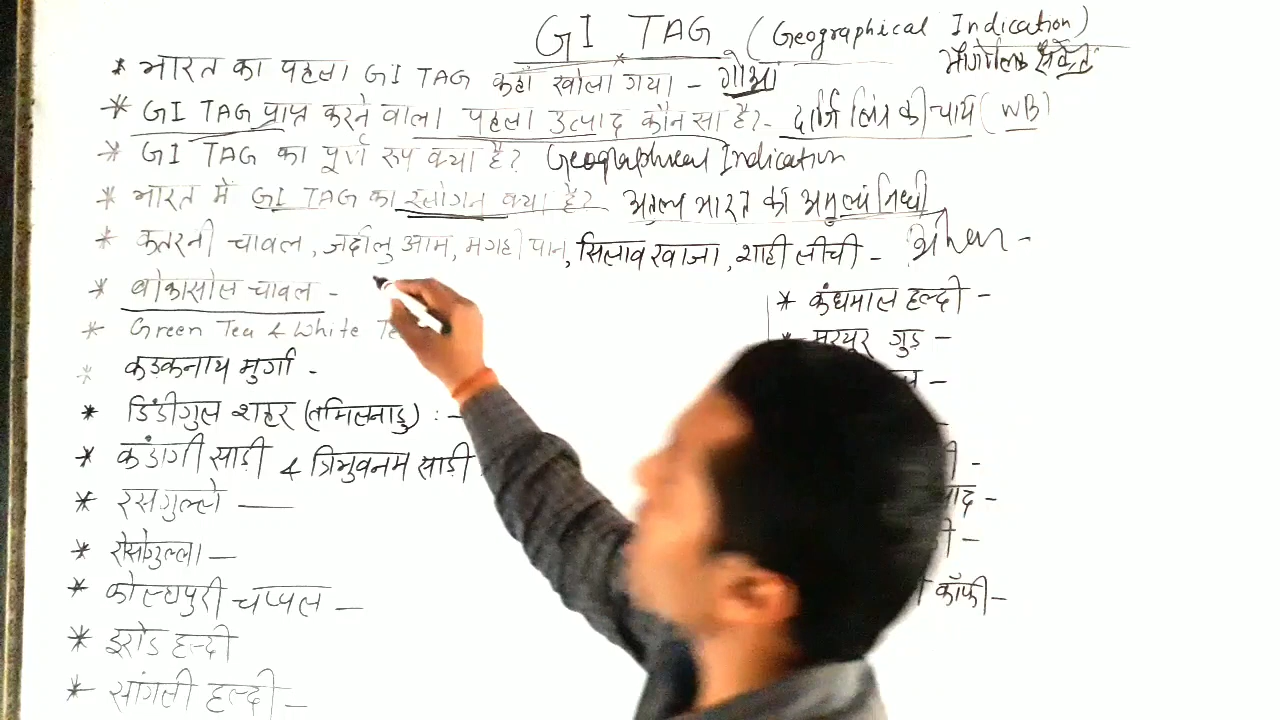 GI TAG (Geographical Indication)
* भारत का पहला GI TAG कहाँ खोला गया - गोआ
* GI TAG प्राप्त करने वाला पहला उत्पाद कौन सा है?- दार्जिलिंग की चाय (WB)
* GI TAG का पूर्ण रूप क्या है? Geographical Indication
* भारत में GI TAG का स्लोगन क्या है? अतुल्य भारत की अमुल्य निधी
* कतरनी चावल, जर्दालु आम, मगही पान, सिलाव खाजा, शाही लीची -
* बोकासोल चावल -
* Green Tea & White Te
* कड़कनाथ मुर्गा -
* डिंडीगुल शहर (तमिलनाडु) :-
* कंडांगी साड़ी & त्रिभुवनम साड़ी
* रसगुल्ले —
* रोसोगुल्ला —
* कोल्हापुरी चप्पल —
* इरोड हल्दी
* सांगली हल्दी -
* कंधमाल हल्दी -
* मरयूर गुड़ -
कॉफी-